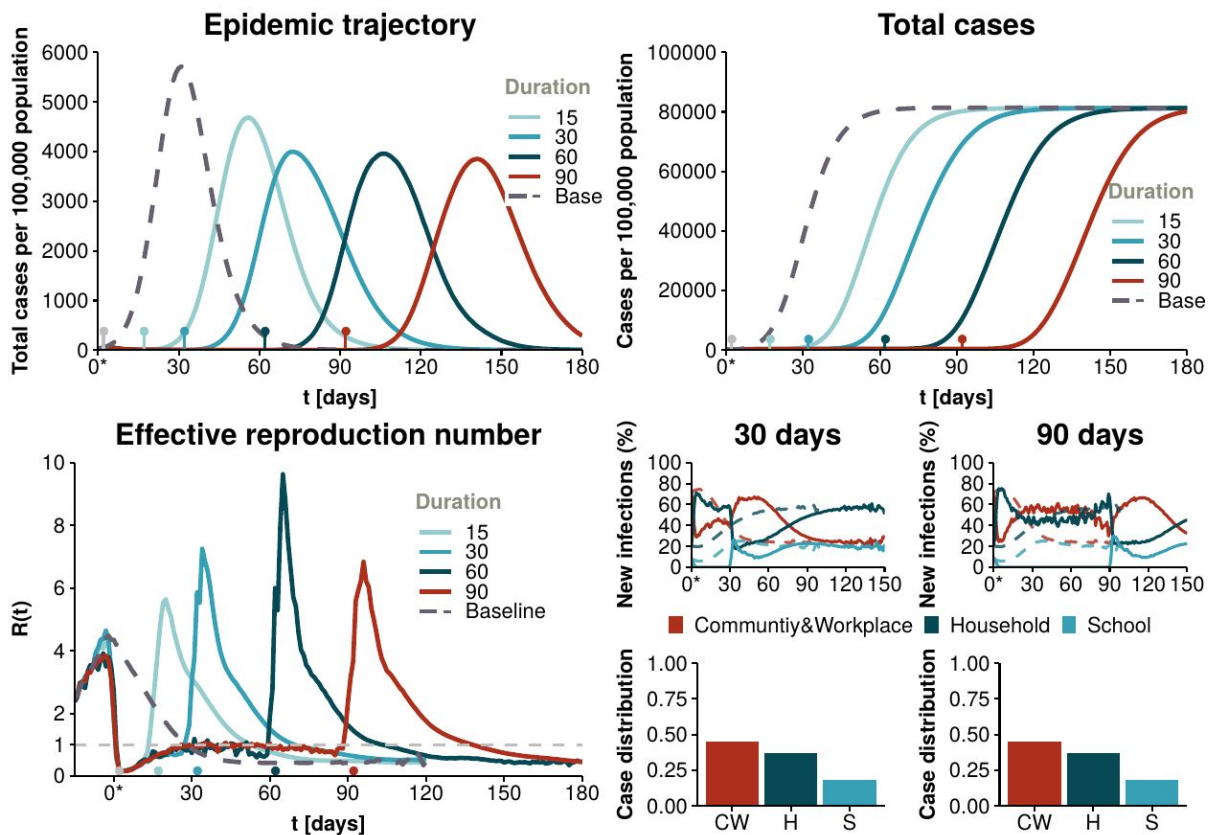 Epidemic trajectory
Total cases per 100,000 population
6000
5000
4000
3000
2000
1000
0
Duration
15
30
60
90
Base
0* 30 60 90 120 150 180
t [days]
Total cases
Cases per 100,000 population
100000
80000
60000
40000
20000
0
Duration
15
30
60
90
Base
0* 30 60 90 120 150 180
t [days]
Effective reproduction number
R(t)
10
8
6
4
2
1
0
Duration
15
30
60
90
Baseline
0* 30 60 90 120 150 180
t [days]
30 days
New infections (%)
100
80
60
40
20
0
0* 30 60 90 120 150
90 days
New infections (%)
100
80
60
40
20
0
0* 30 60 90 120 150
Communtiy&Workplace Household School
Case distribution
1.00
0.75
0.50
0.25
0.00
CW H S
Case distribution
1.00
0.75
0.50
0.25
0.00
CW H S